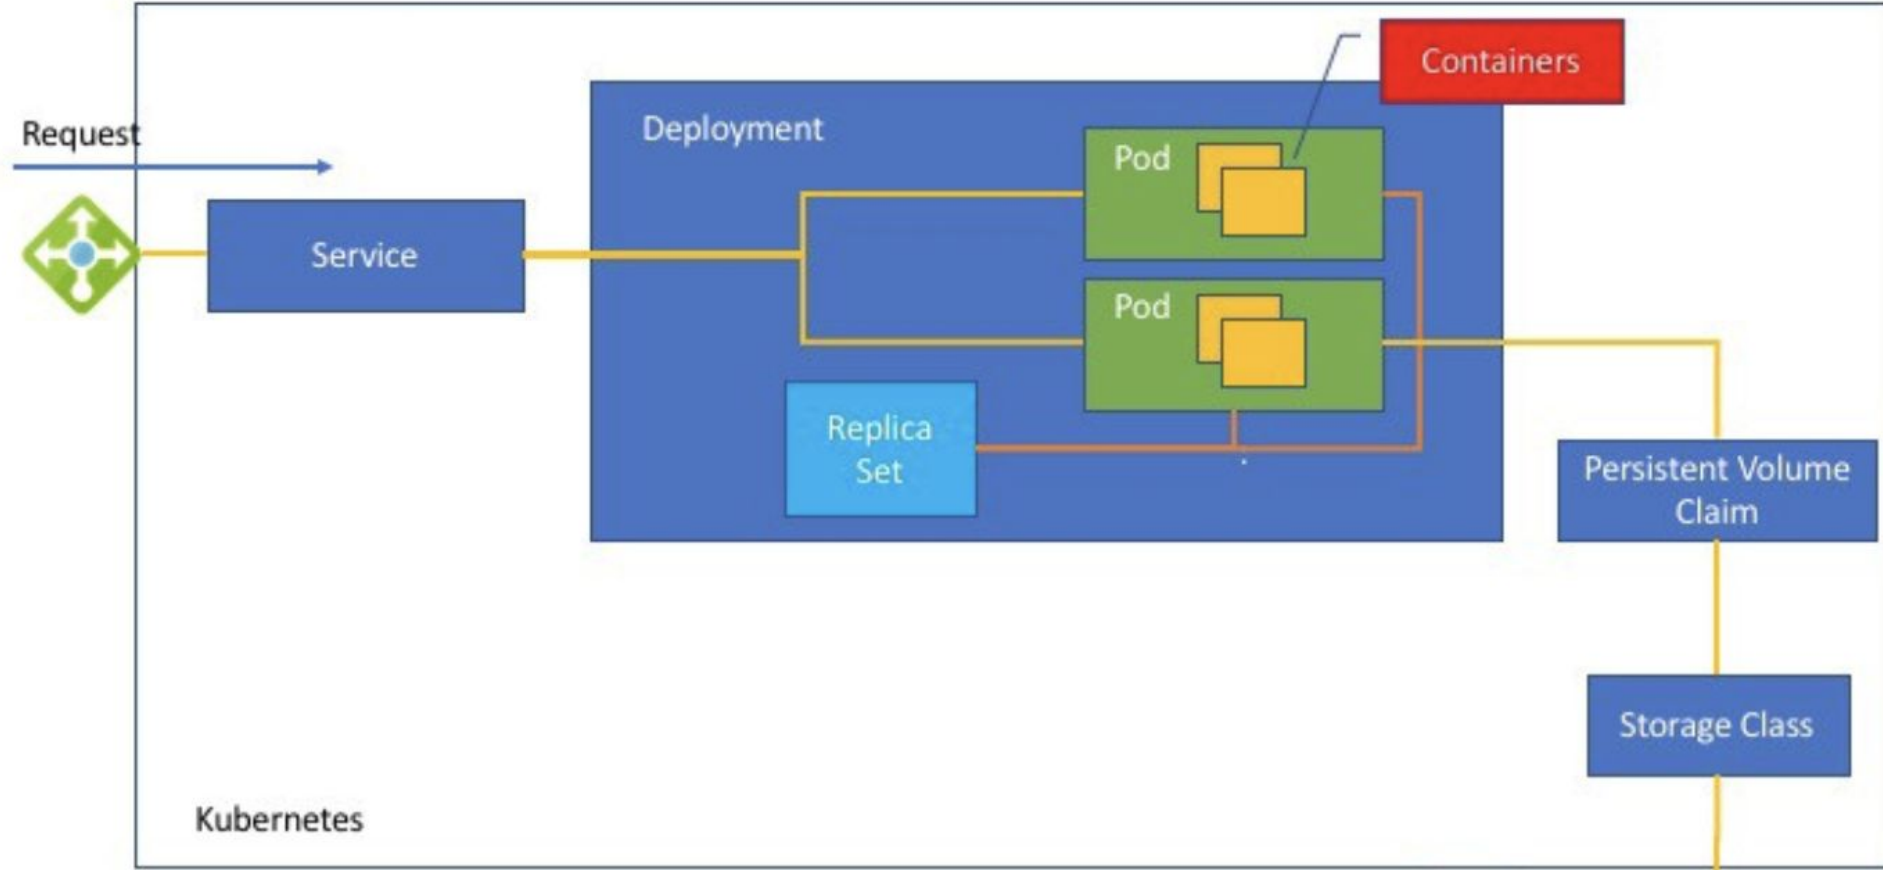 Containers
Request
Deployment
Pod
Service
Pod
Replica
Set
Persistent Volume
Claim
Storage Class
Kubernetes